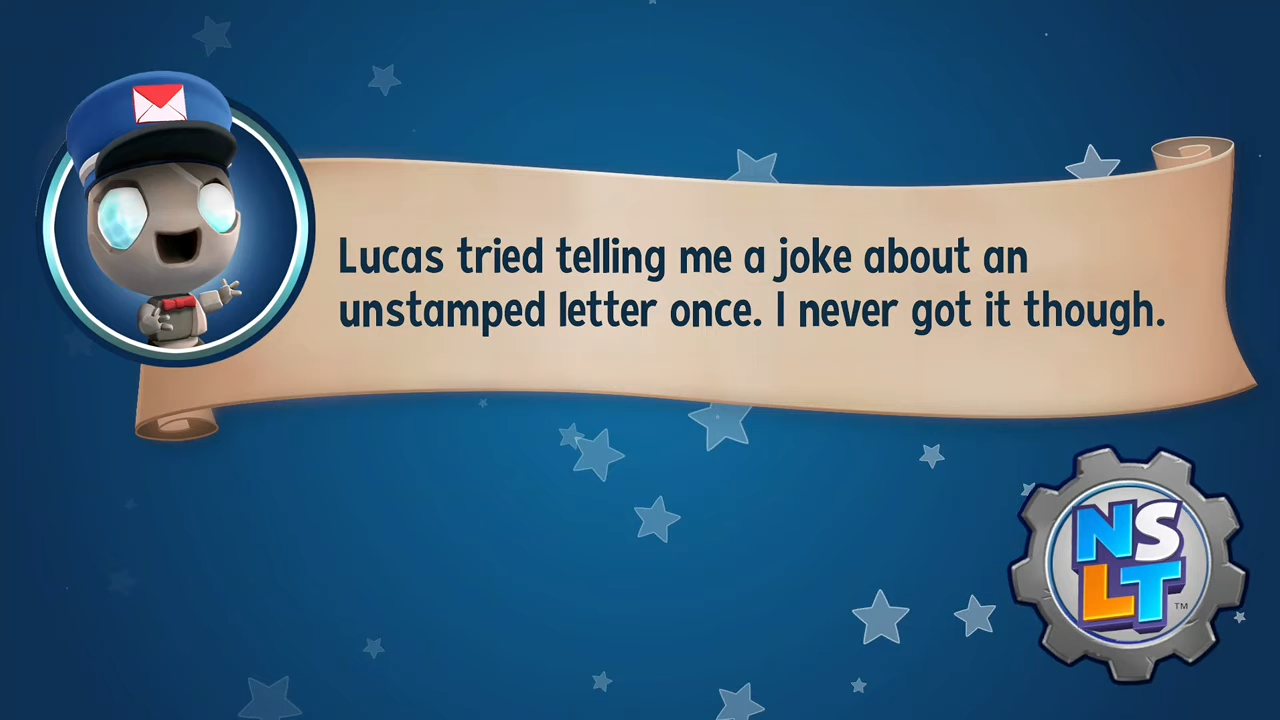 Lucas tried telling me a joke about an
unstamped letter once. I never got it though.
NS
LT
TM